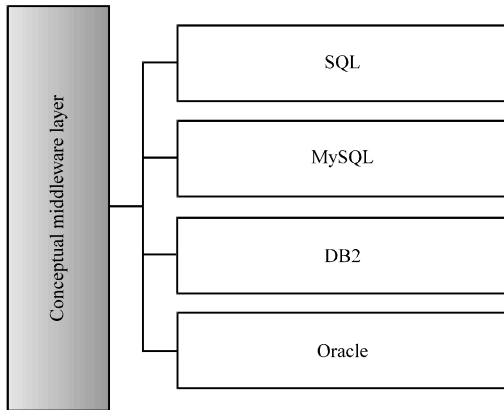 Conceptual middleware layer
SQL
MySQL
DB2
Oracle